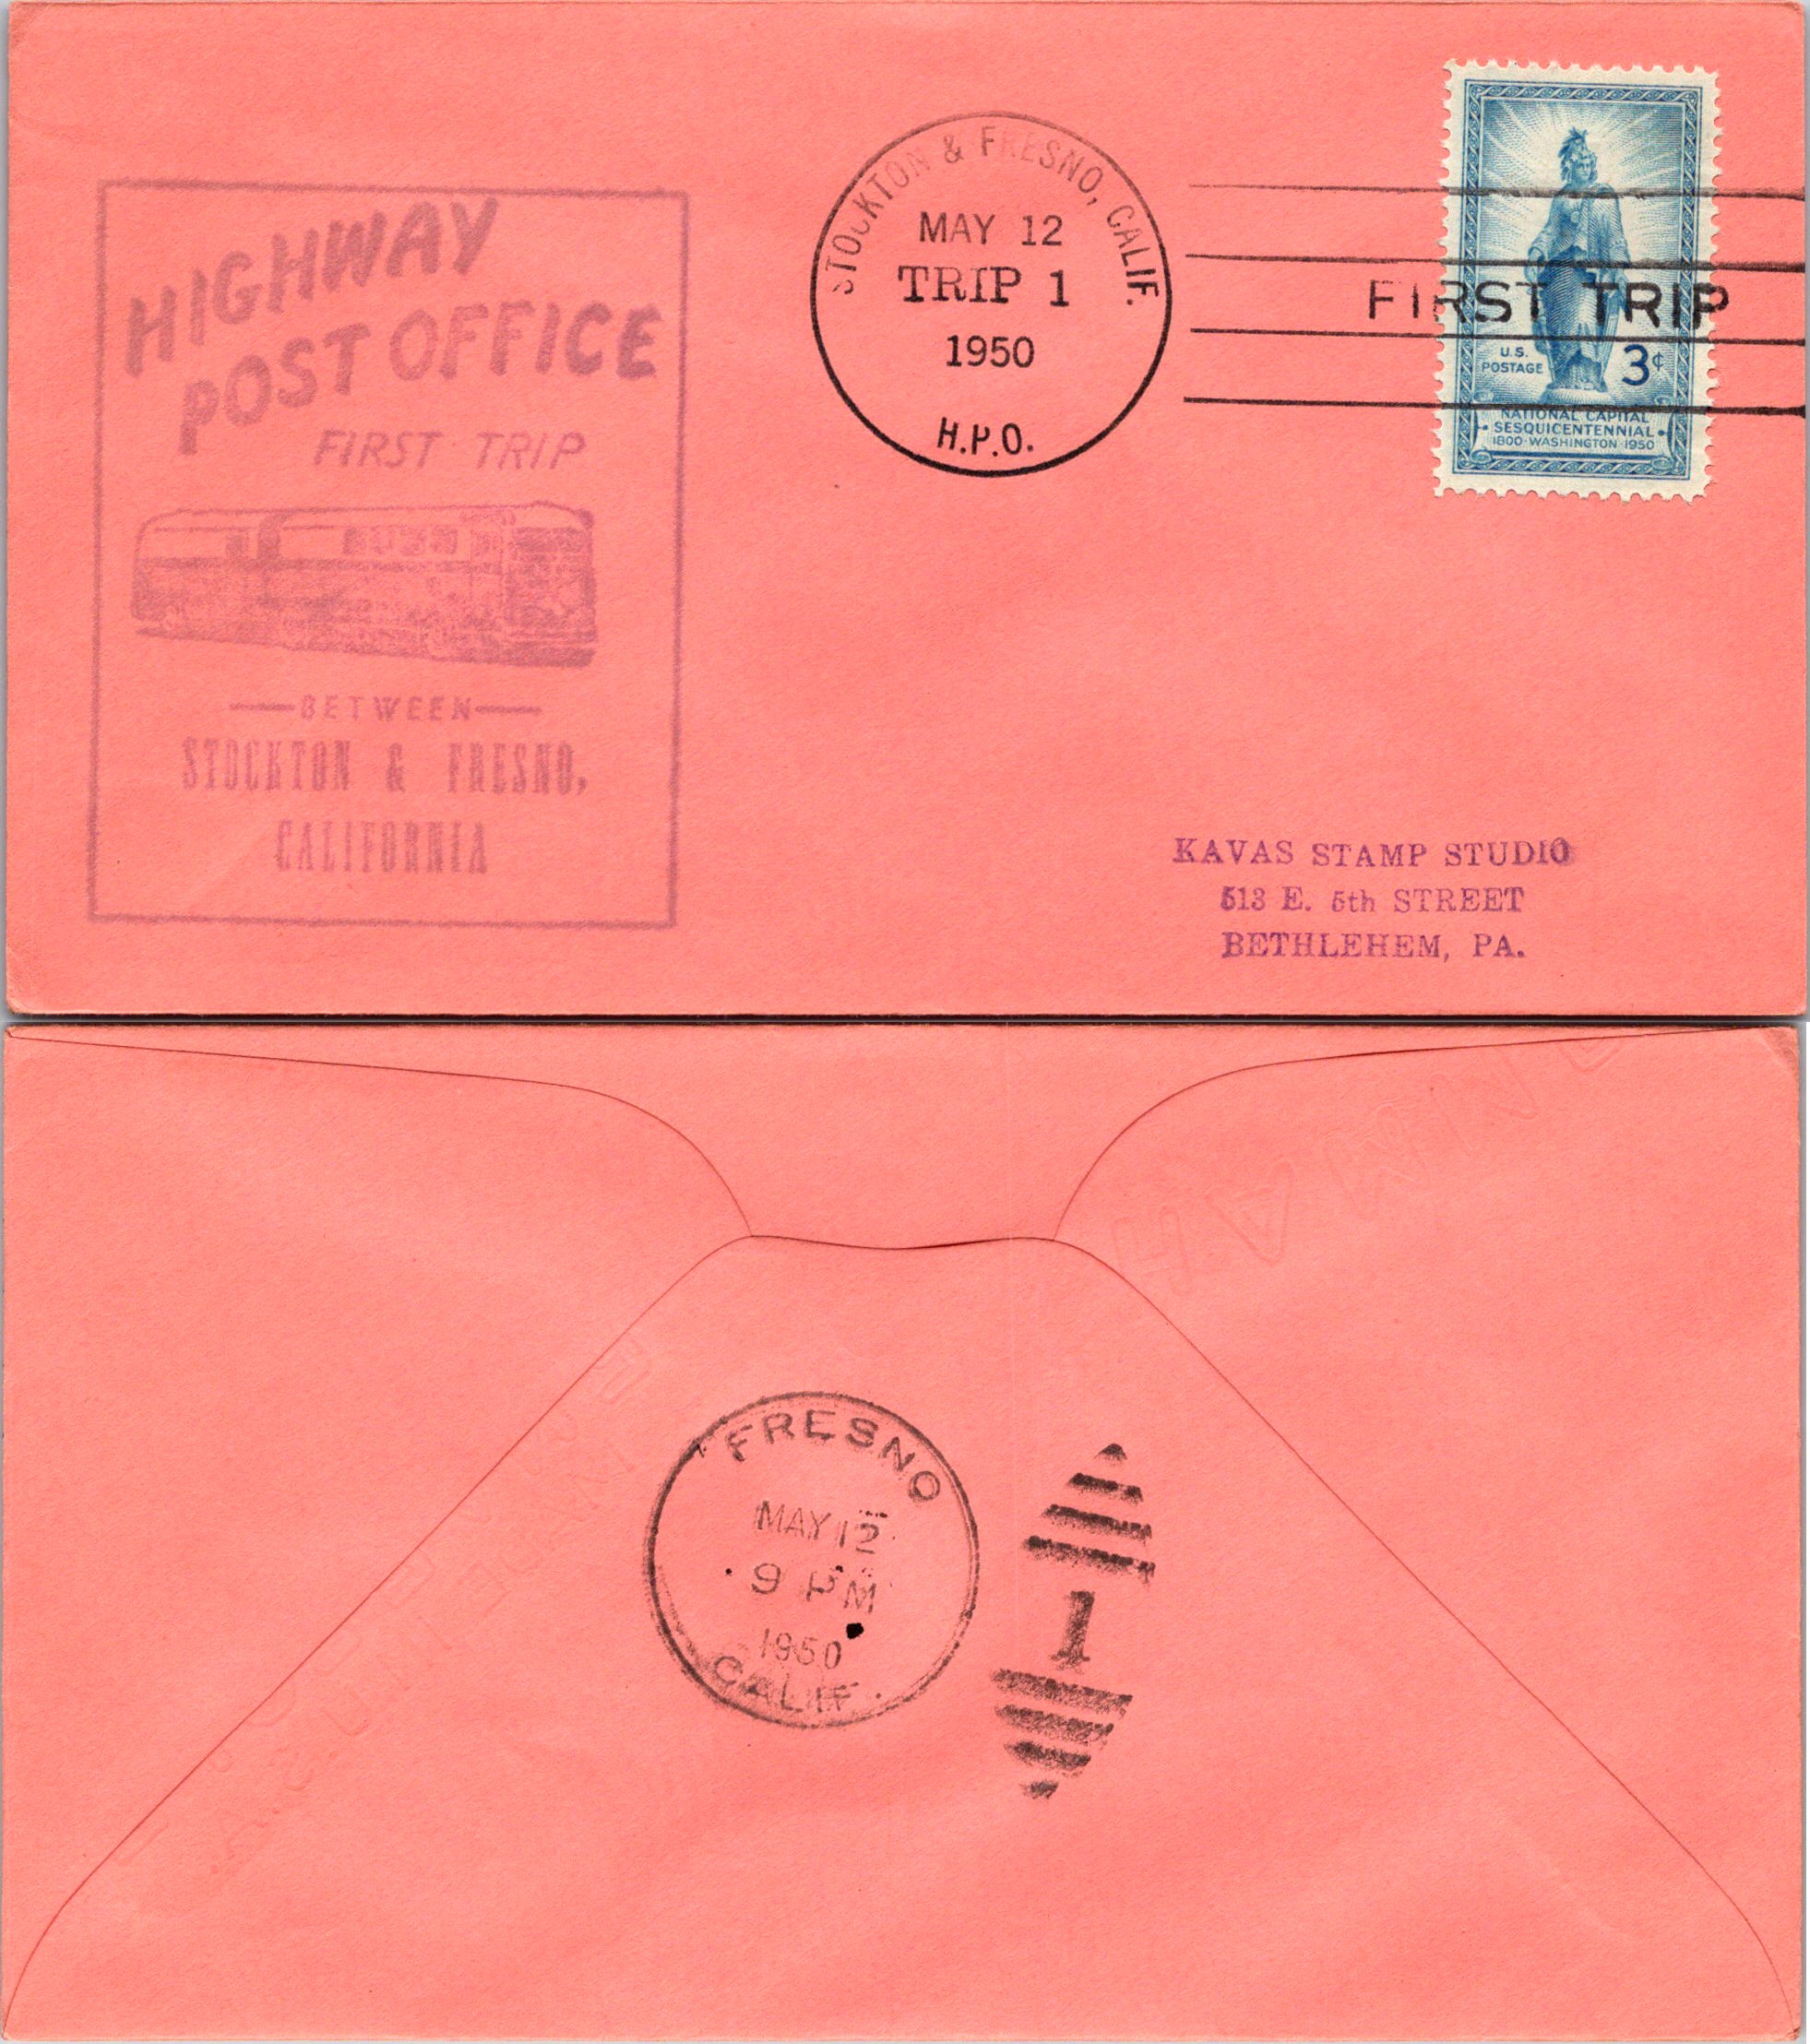 HIGHWAY
POST OFFICE
FIRST TRIP
BETWEEN
STOCKTON & FRESNO,
CALIFORNIA
STOCKTON & FRESNO, CALIF.
MAY 12
TRIP 1
1950
H.P.O.
FIRST TRIP
U.S.
POSTAGE
3¢
NATIONAL CAPITAL
SESQUICENTENNIAL
1800·WASHINGTON·1950
KAVAS STAMP STUDIO
513 E. 5th STREET
BETHLEHEM, PA.
FRESNO
MAY 12
9 PM
1950
CALIF.
1